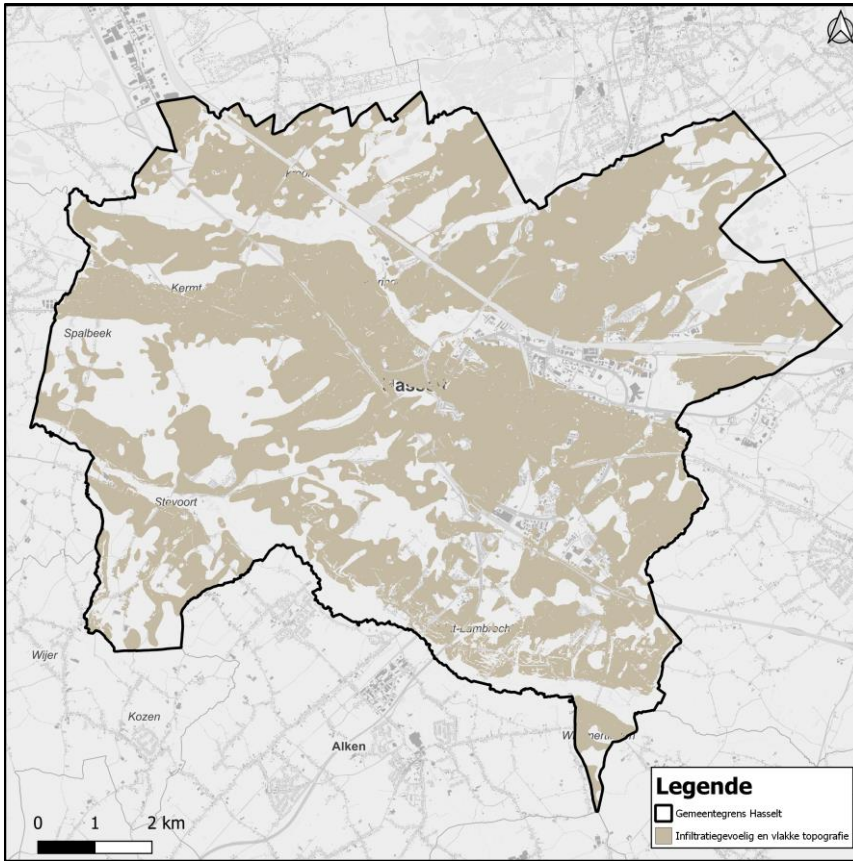 Kermt
Spalbeek
Stevoort
Wijer
Kozen
Alken
Legende
Gemeentegrens Hasselt
Infiltratiegevoelig en vlakke topografie
0 1 2 km